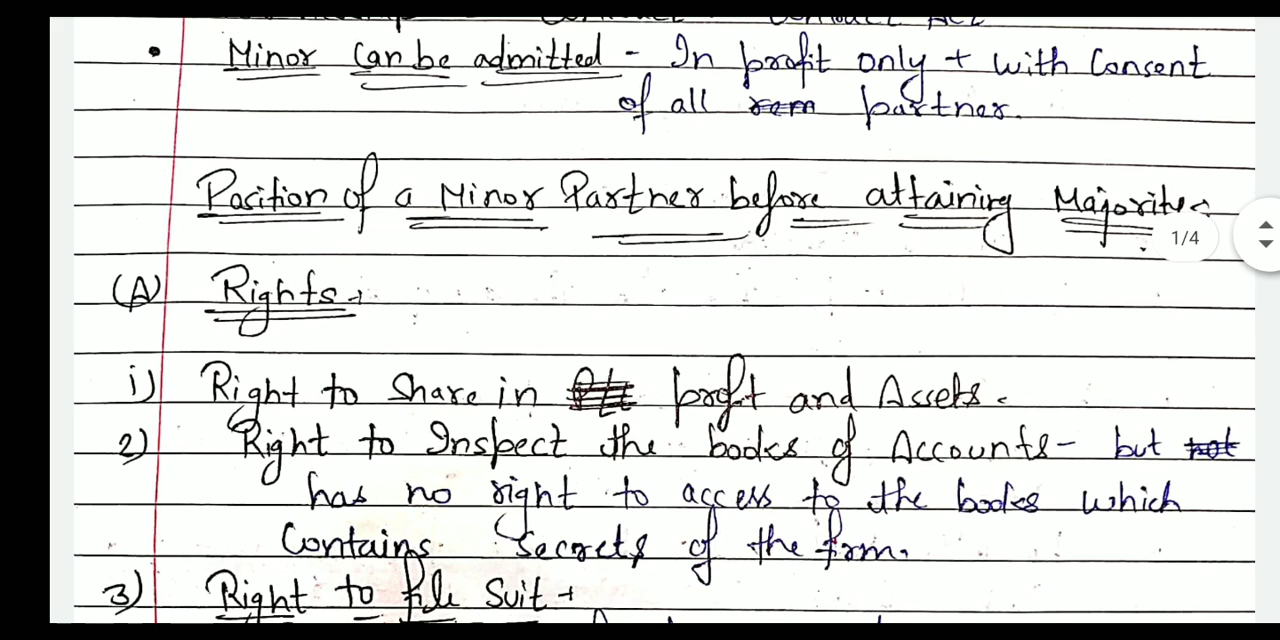 • Minor Can be admitted - In profit only + with Consent
of all partner.
Position of a Minor Partner before attaining Majority
1/4
(A) Rights
i) Right to Share in profit and Assets.
2) Right to Inspect the books of Accounts - but
has no right to access to the books which
Contains Secrets of the firm.
3) Right to file Suit